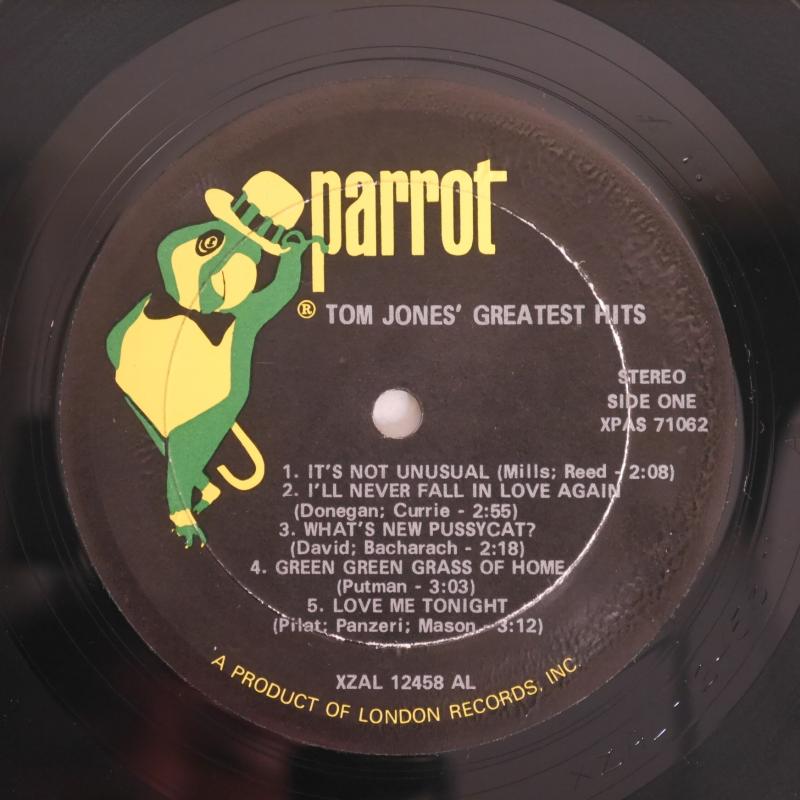 parrot
® TOM JONES' GREATEST HITS
STEREO
SIDE ONE
XPAS 71062
1. IT'S NOT UNUSUAL (Mills; Reed - 2:08)
2. I'LL NEVER FALL IN LOVE AGAIN
(Donegan; Currie - 2:55)
3. WHAT'S NEW PUSSYCAT?
(David; Bacharach - 2:18)
4. GREEN GREEN GRASS OF HOME
(Putman - 3:03)
5. LOVE ME TONIGHT
(Pilat; Panzeri; Mason - 3:12)
XZAL 12458 AL
A PRODUCT OF LONDON RECORDS, INC.